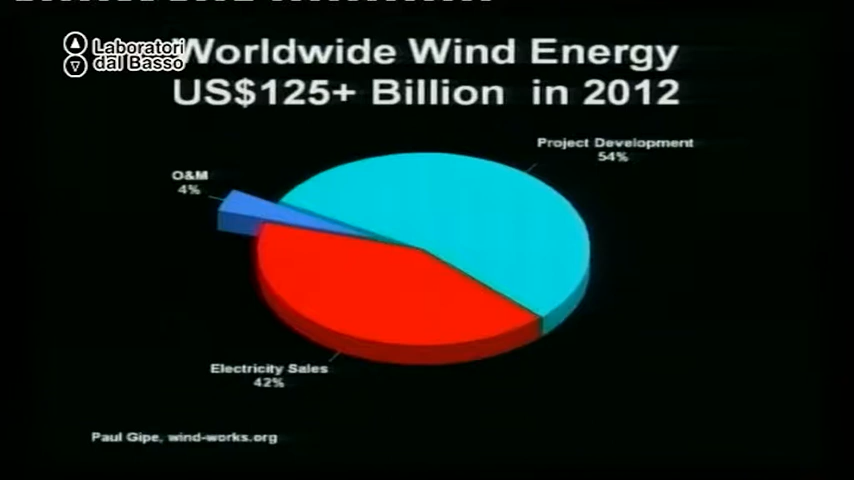 Laboratori
dal Basso
Worldwide Wind Energy
US$125+ Billion in 2012
Project Development
54%
O&M
4%
Electricity Sales
42%
Paul Gipe, wind-works.org